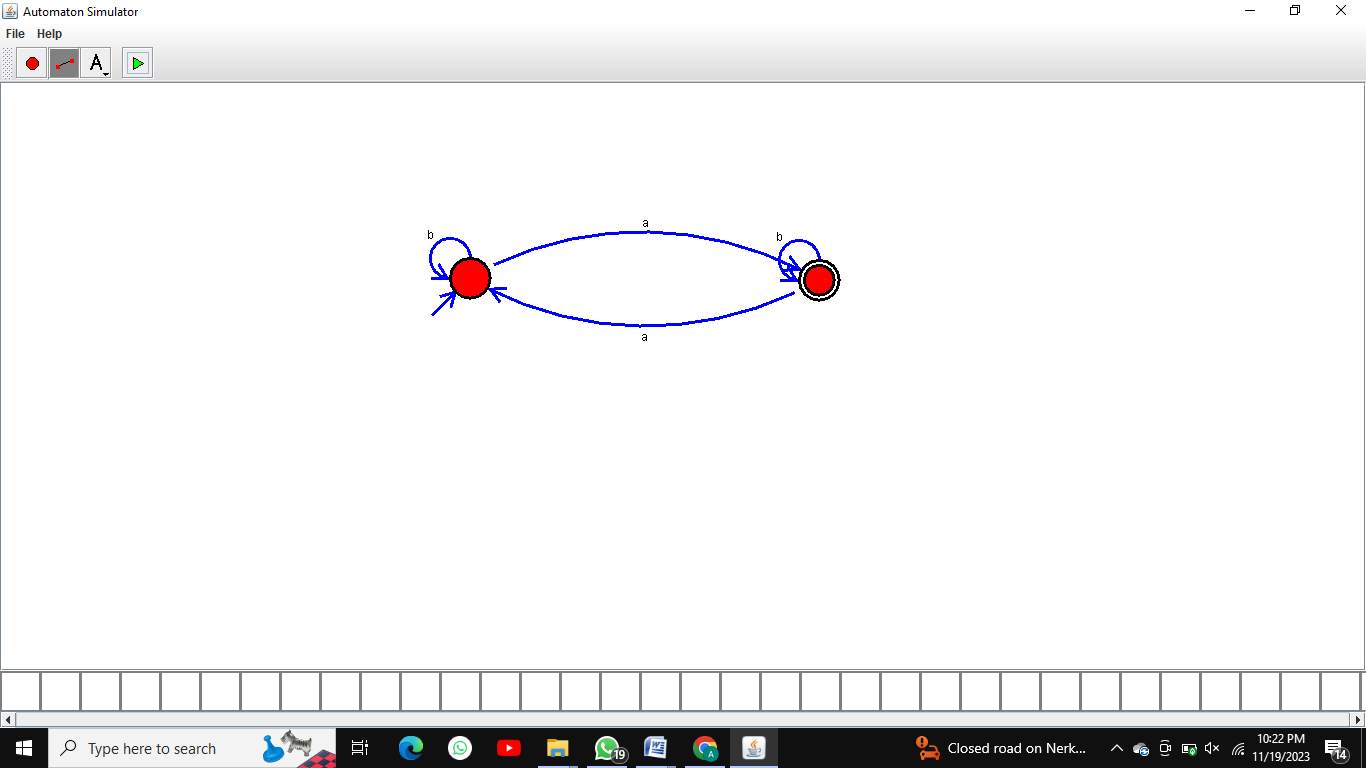 Automaton Simulator
File Help
A
a
b
b
a
Type here to search
19
Closed road on Nerk...
10:22 PM
11/19/2023
14